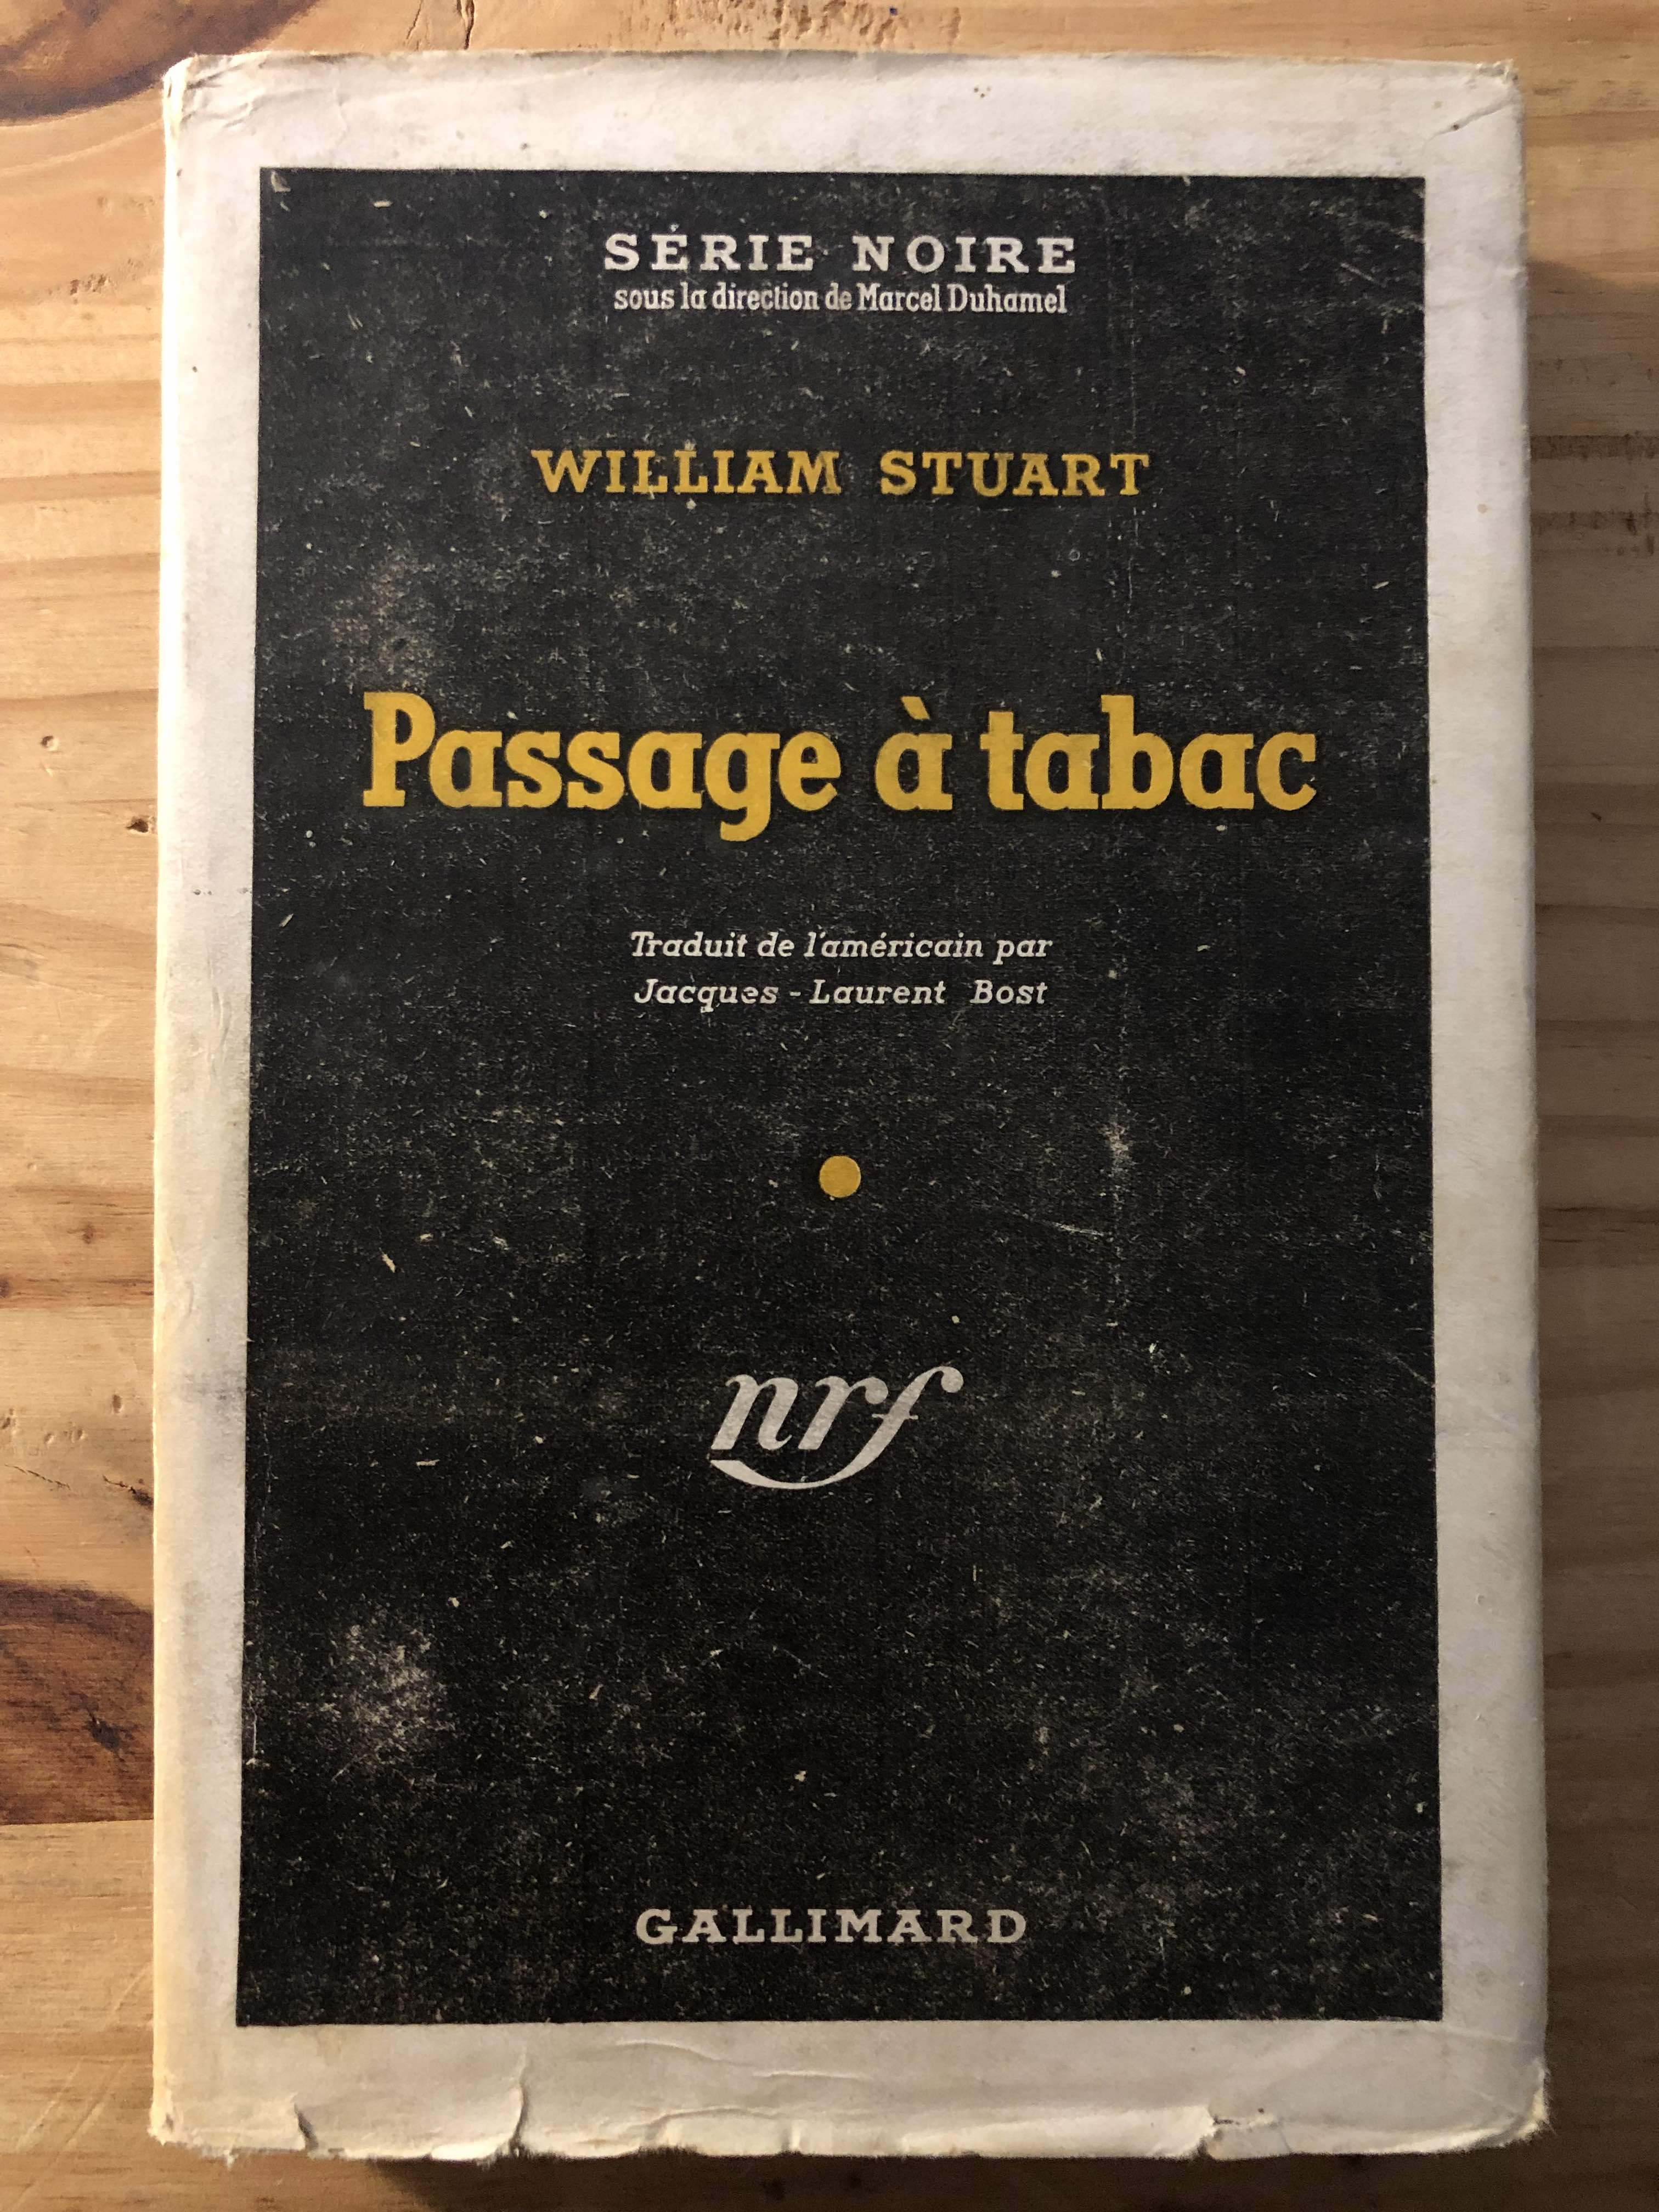 SÉRIE NOIRE
sous la direction de Marcel Duhamel
WILLIAM STUART
Passage à tabac
Traduit de l'américain par
Jacques-Laurent Bost
nrf
GALLIMARD